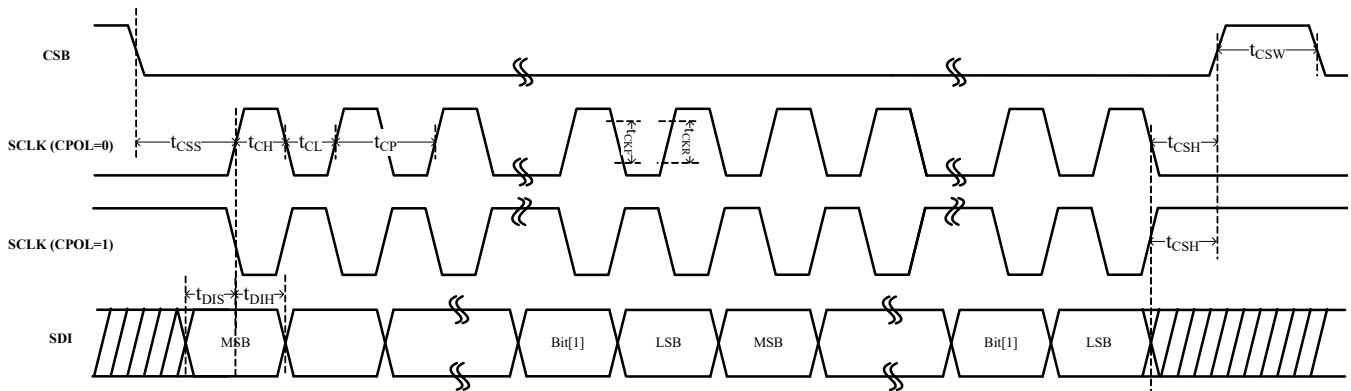 CSB
tCSW
SCLK (CPOL=0)
tCSS
tCH
tCL
tCP
tCKF
tCKR
tCSH
SCLK (CPOL=1)
tCSH
tDIS
tDIH
SDI
MSB
Bit[1]
LSB
MSB
Bit[1]
LSB